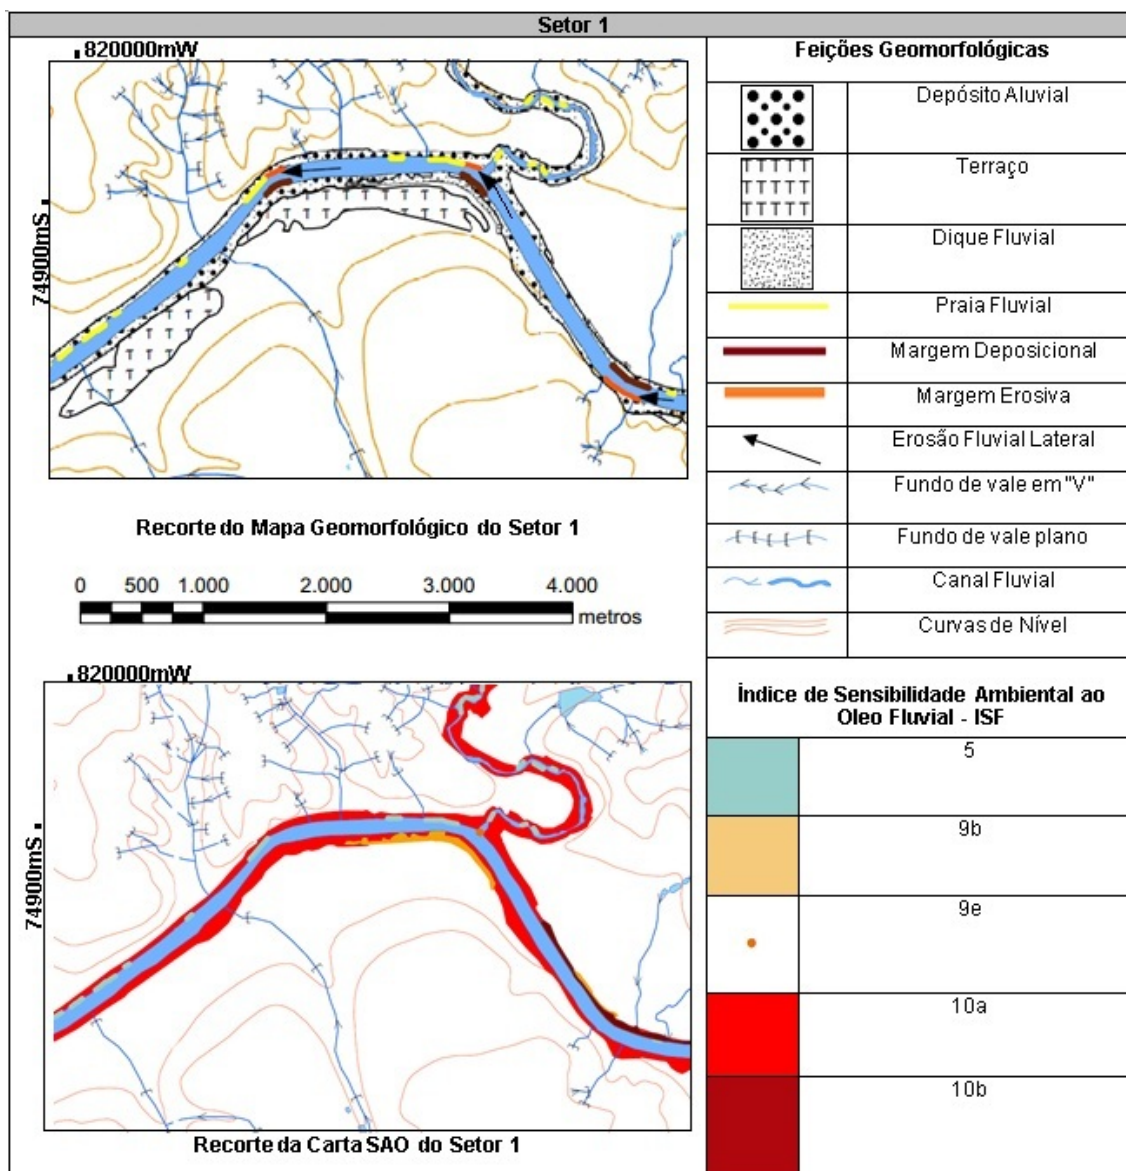 Setor 1
820000mW
74900mS
Recorte do Mapa Geomorfológico do Setor 1
0 500 1.000 2.000 3.000 4.000
metros
820000mW
74900mS
Recorte da Carta SAO do Setor 1
Feições Geomorfológicas
Depósito Aluvial
Terraço
Dique Fluvial
Praia Fluvial
Margem Deposicional
Margem Erosiva
Erosão Fluvial Lateral
Fundo de vale em "V"
Fundo de vale plano
Canal Fluvial
Curvas de Nível
Índice de Sensibilidade Ambiental ao
Oleo Fluvial - ISF
5
9b
9e
10a
10b